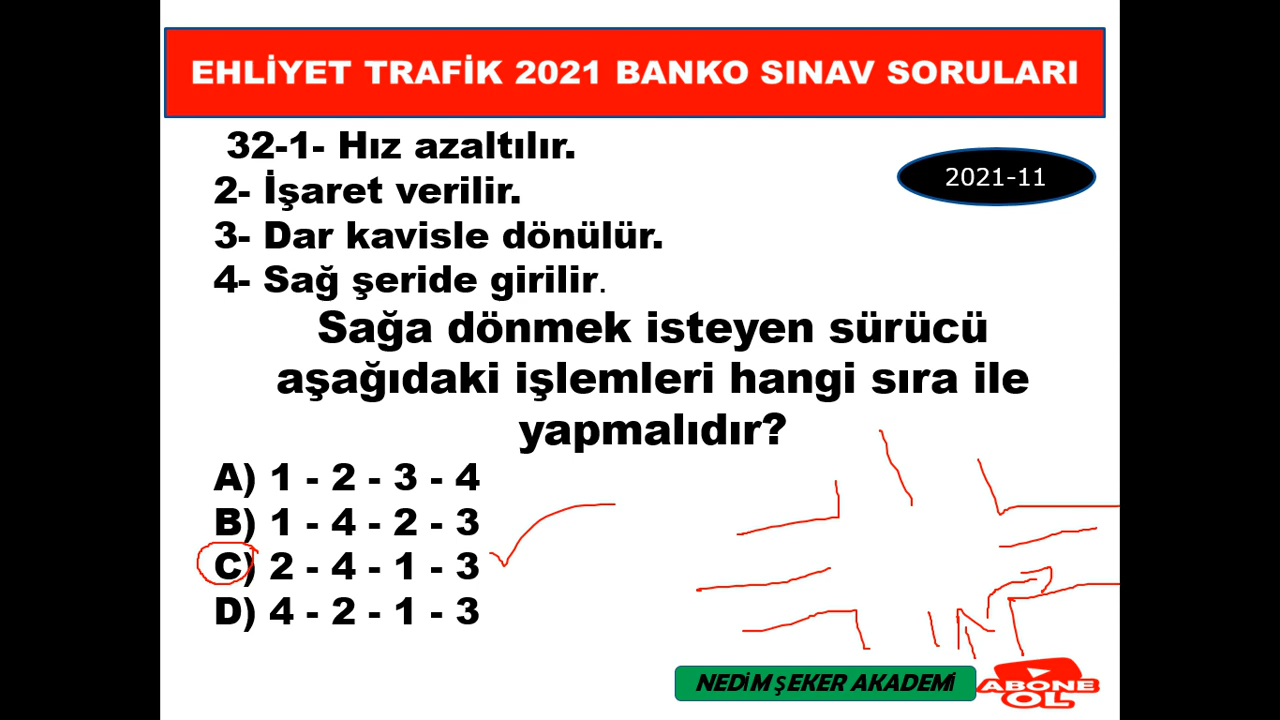 EHLİYET TRAFİK 2021 BANKO SINAV SORULARI
32-1- Hız azaltılır.
2021-11
2- İşaret verilir.
3- Dar kavisle dönülür.
4- Sağ şeride girilir.
Sağa dönmek isteyen sürücü
aşağıdaki işlemleri hangi sıra ile
yapmalıdır?
A) 1 - 2 - 3 - 4
B) 1 - 4 - 2 - 3
C) 2 - 4 - 1 - 3
D) 4 - 2 - 1 - 3
NEDİM ŞEKER AKADEMİ
ABONE
OL